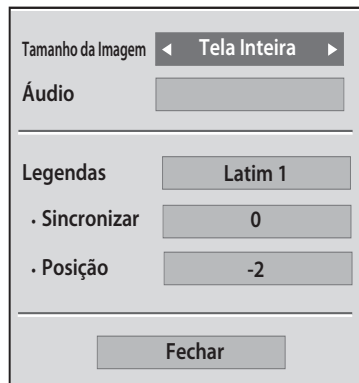 Tamanho da Imagem ◄ Tela Inteira ►
Áudio
Legendas Latim 1
• Sincronizar 0
• Posição -2
Fechar